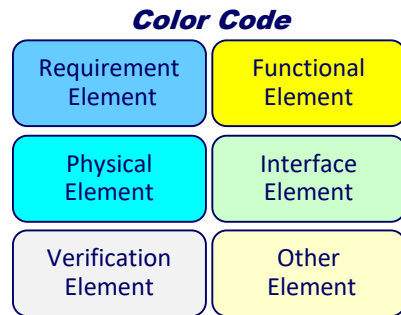 Color Code
Requirement
Element
Functional
Element
Physical
Element
Interface
Element
Verification
Element
Other
Element